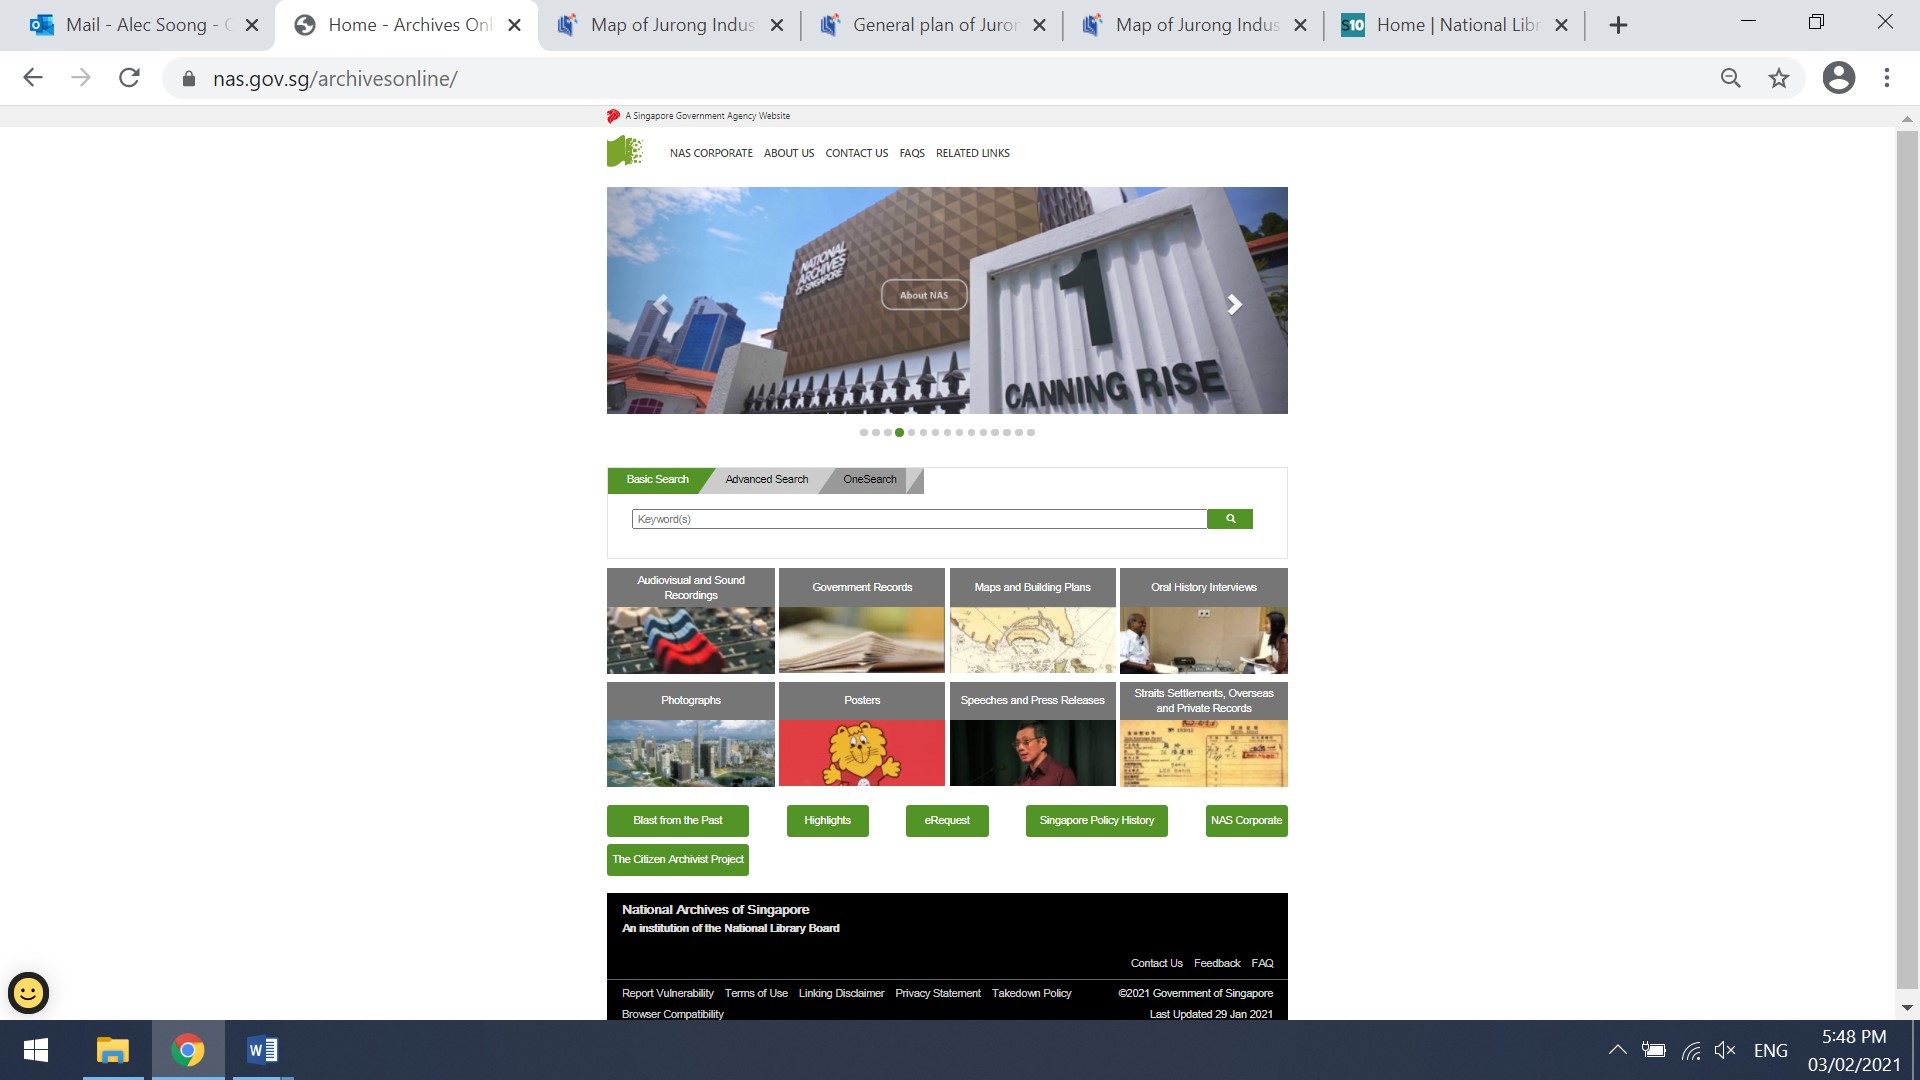 Mail - Alec Soong -
Home - Archives Onl
Map of Jurong Indus
General plan of Juror
Map of Jurong Indus
S10 Home | National Libr
nas.gov.sg/archivesonline/
A Singapore Government Agency Website
NAS CORPORATE ABOUT US CONTACT US FAQS RELATED LINKS
NATIONAL
ARCHIVES
OF SINGAPORE
About NAS
1
CANNING RISE
Basic Search Advanced Search OneSearch
Keyword(s)
Audiovisual and Sound
Recordings
Government Records
Maps and Building Plans
Oral History Interviews
Photographs
Posters
Speeches and Press Releases
Straits Settlements, Overseas
and Private Records
Blast from the Past
Highlights
eRequest
Singapore Policy History
NAS Corporate
The Citizen Archivist Project
National Archives of Singapore
An institution of the National Library Board
Contact Us Feedback FAQ
Report Vulnerability Terms of Use Linking Disclaimer Privacy Statement Takedown Policy ©2021 Government of Singapore
Browser Compatibility Last Updated 29 Jan 2021
ENG
5:48 PM
03/02/2021